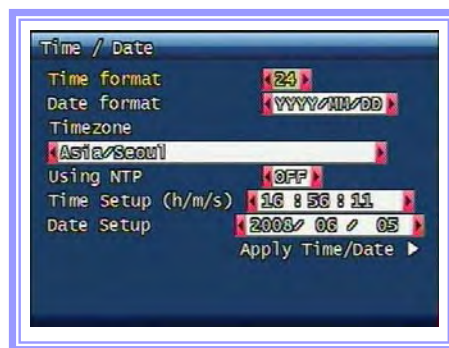 Time / Date
Time format 24
Date format YYYY/MM/DD
Timezone
Asia/Seoul
Using NTP OFF
Time Setup (h/m/s) 16 : 56 : 11
Date Setup 2008/ 06 / 05
Apply Time/Date